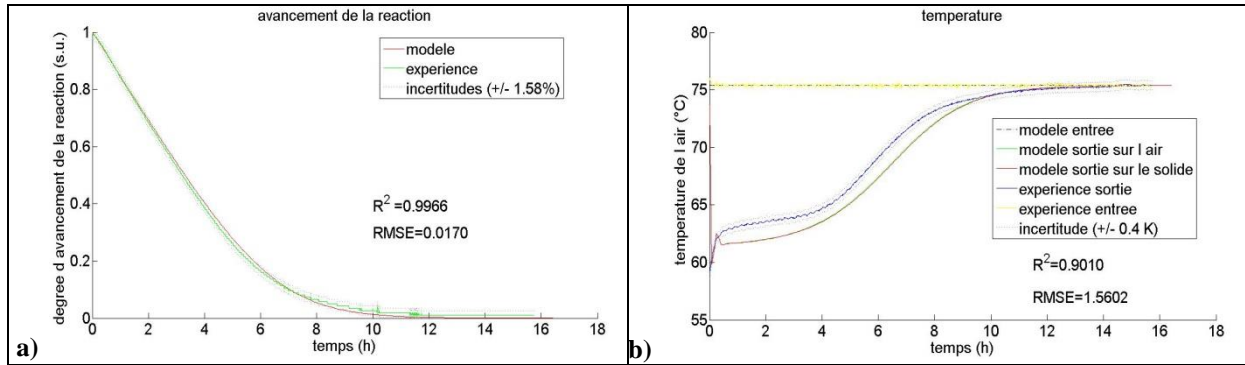 avancement de la reaction
degree d avancement de la reaction (s.u.)
1
0.8
0.6
0.4
0.2
0
modele
experience
incertitudes (+/- 1.58%)
R2 =0.9966
RMSE=0.0170
0 2 4 6 8 10 12 14 16 18
temps (h)
a)
temperature
temperature de l air (°C)
80
75
70
65
60
55
modele entree
modele sortie sur l air
modele sortie sur le solide
experience sortie
experience entree
incertitude (+/- 0.4 K)
R2=0.9010
RMSE=1.5602
0 2 4 6 8 10 12 14 16 18
temps (h)
b)